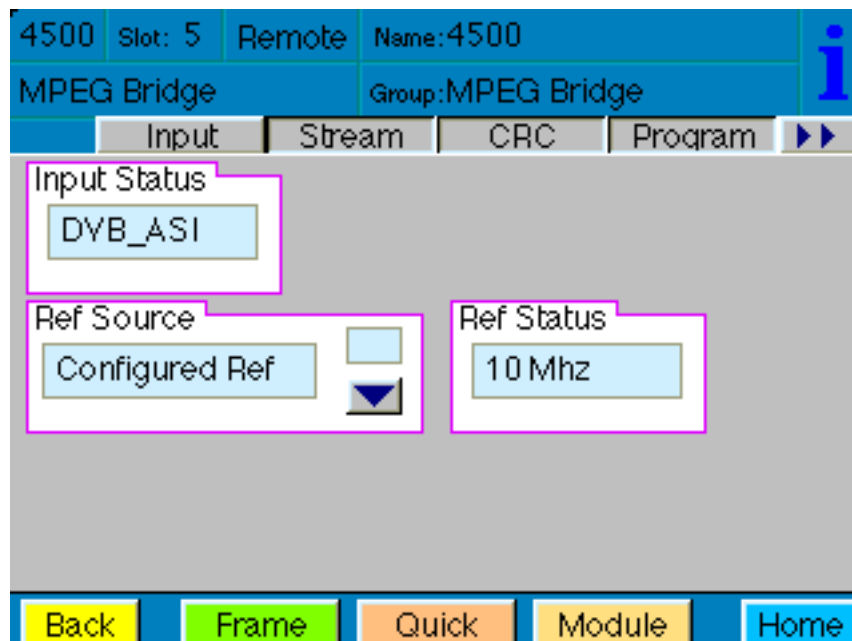 4500 Slot: 5 Remote Name:4500
MPEG Bridge Group:MPEG Bridge
Input Stream CRC Program
Input Status
DVB_ASI
Ref Source Ref Status
Configured Ref 10 Mhz
Back Frame Quick Module Home